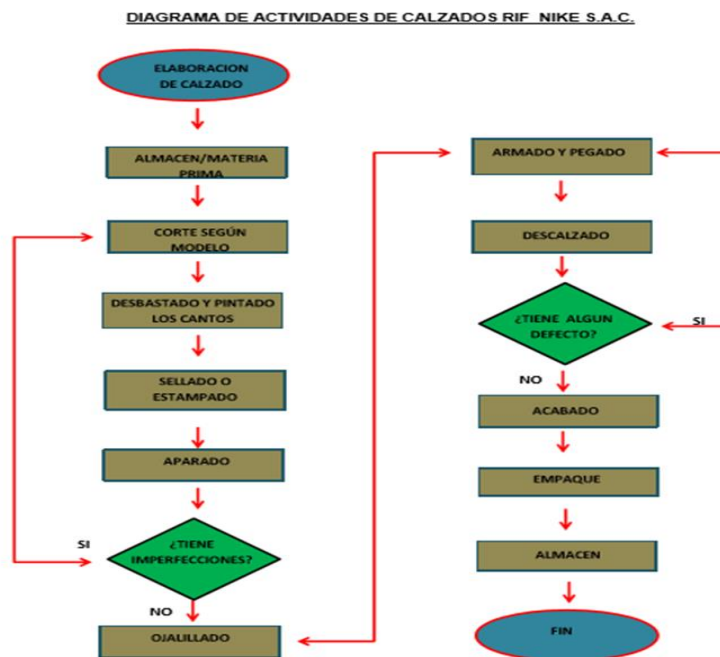 DIAGRAMA DE ACTIVIDADES DE CALZADOS RIF NIKE S.A.C.
ELABORACION
DE CALZADO
ALMACEN/MATERIA
PRIMA
CORTE SEGÚN
MODELO
DESBASTADO Y PINTADO
LOS CANTOS
SELLADO O
ESTAMPADO
APARADO
SI
¿TIENE
IMPERFECCIONES?
NO
OJALILLADO
ARMADO Y PEGADO
DESCALZADO
¿TIENE ALGUN
DEFECTO?
SI
NO
ACABADO
EMPAQUE
ALMACEN
FIN